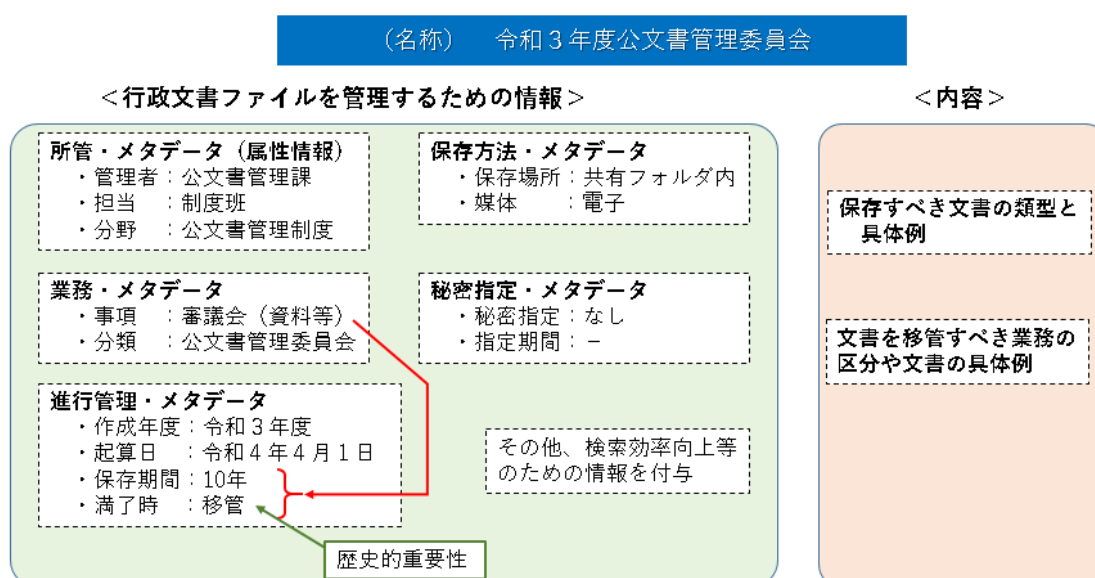 （名称）　令和３年度公文書管理委員会
＜行政文書ファイルを管理するための情報＞
＜内容＞
所管・メタデータ（属性情報）
・管理者：公文書管理課
・担当　：制度班
・分野　：公文書管理制度
保存方法・メタデータ
・保存場所：共有フォルダ内
・媒体　　：電子
業務・メタデータ
・事項　：審議会（資料等）
・分類　：公文書管理委員会
秘密指定・メタデータ
・秘密指定：なし
・指定期間：－
進行管理・メタデータ
・作成年度：令和３年度
・起算日　：令和４年４月１日
・保存期間：10年
・満了時　：移管
その他、検索効率向上等
のための情報を付与
歴史的重要性
保存すべき文書の類型と
具体例
文書を移管すべき業務の
区分や文書の具体例